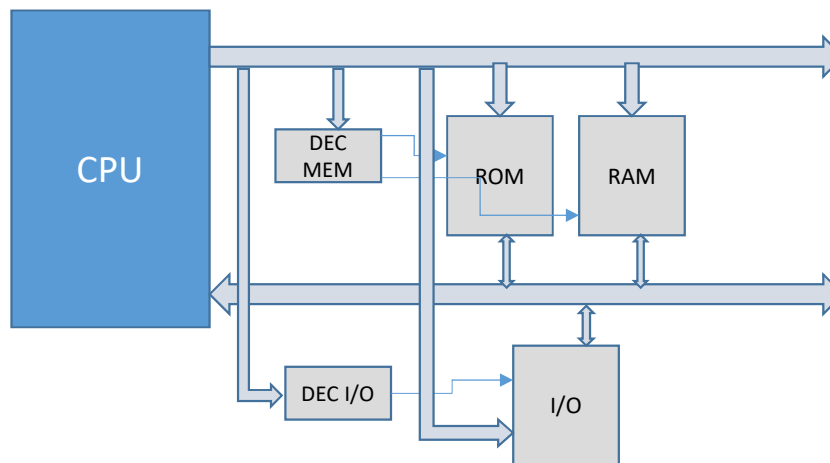 CPU
DEC
MEM
ROM
RAM
DEC I/O
I/O